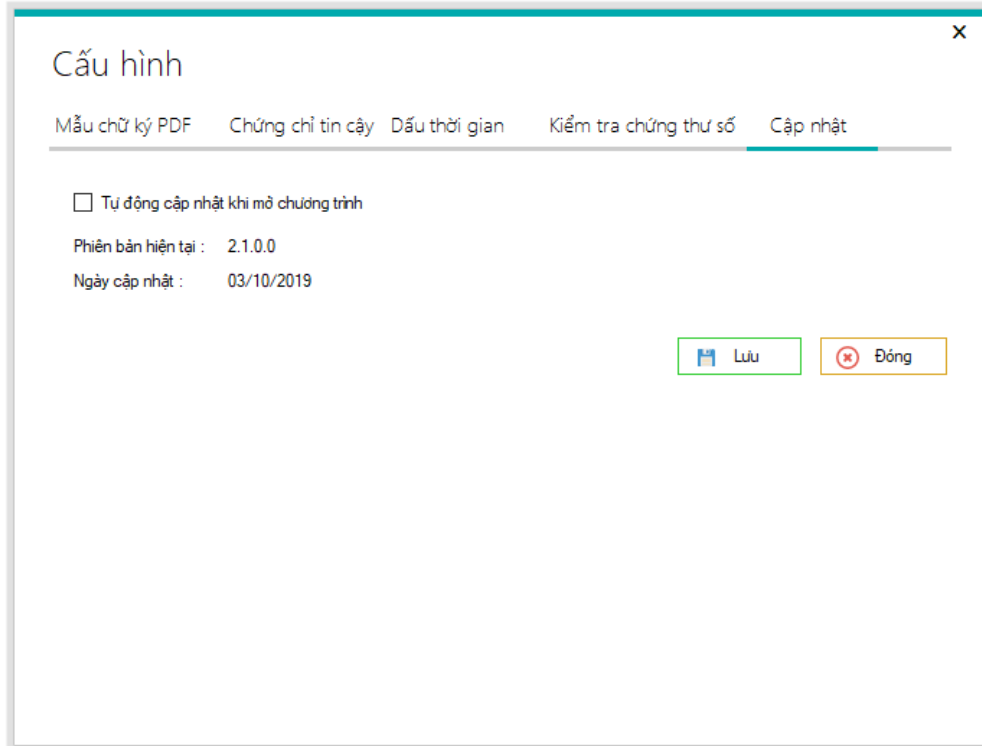 Cấu hình
Mẫu chữ ký PDF Chứng chỉ tin cậy Dấu thời gian Kiểm tra chứng thư số Cập nhật
Tự động cập nhật khi mở chương trình
Phiên bản hiện tại : 2.1.0.0
Ngày cập nhật : 03/10/2019
Lưu Đóng